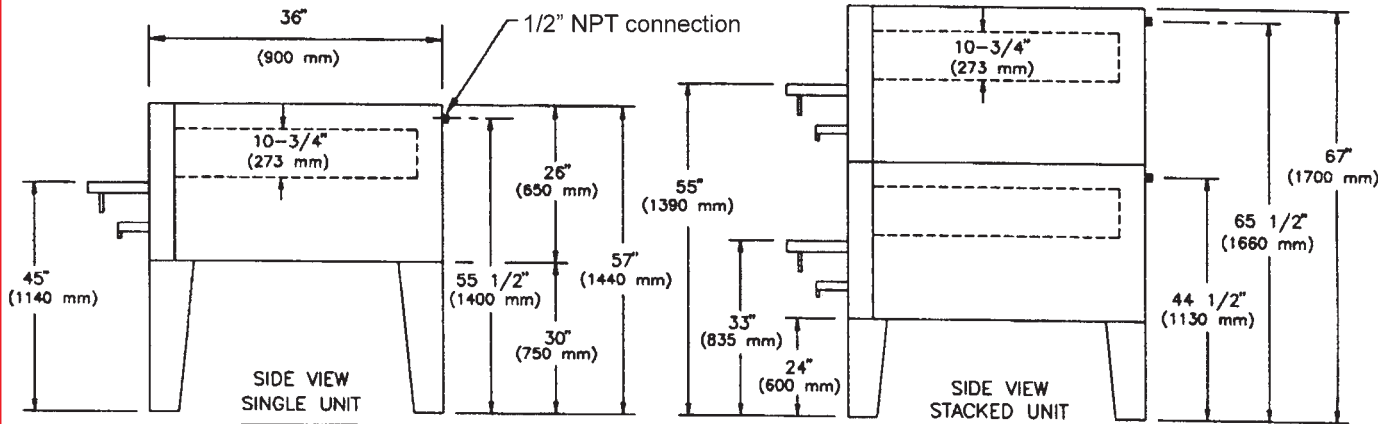 36"
(900 mm)
1/2" NPT connection
10-3/4"
(273 mm)
26"
(650 mm)
45"
(1140 mm)
55 1/2"
(1400 mm)
57"
(1440 mm)
30"
(750 mm)
SIDE VIEW
SINGLE UNIT
10-3/4"
(273 mm)
55"
(1390 mm)
67"
(1700 mm)
65 1/2"
(1660 mm)
33"
(835 mm)
44 1/2"
(1130 mm)
24"
(600 mm)
SIDE VIEW
STACKED UNIT